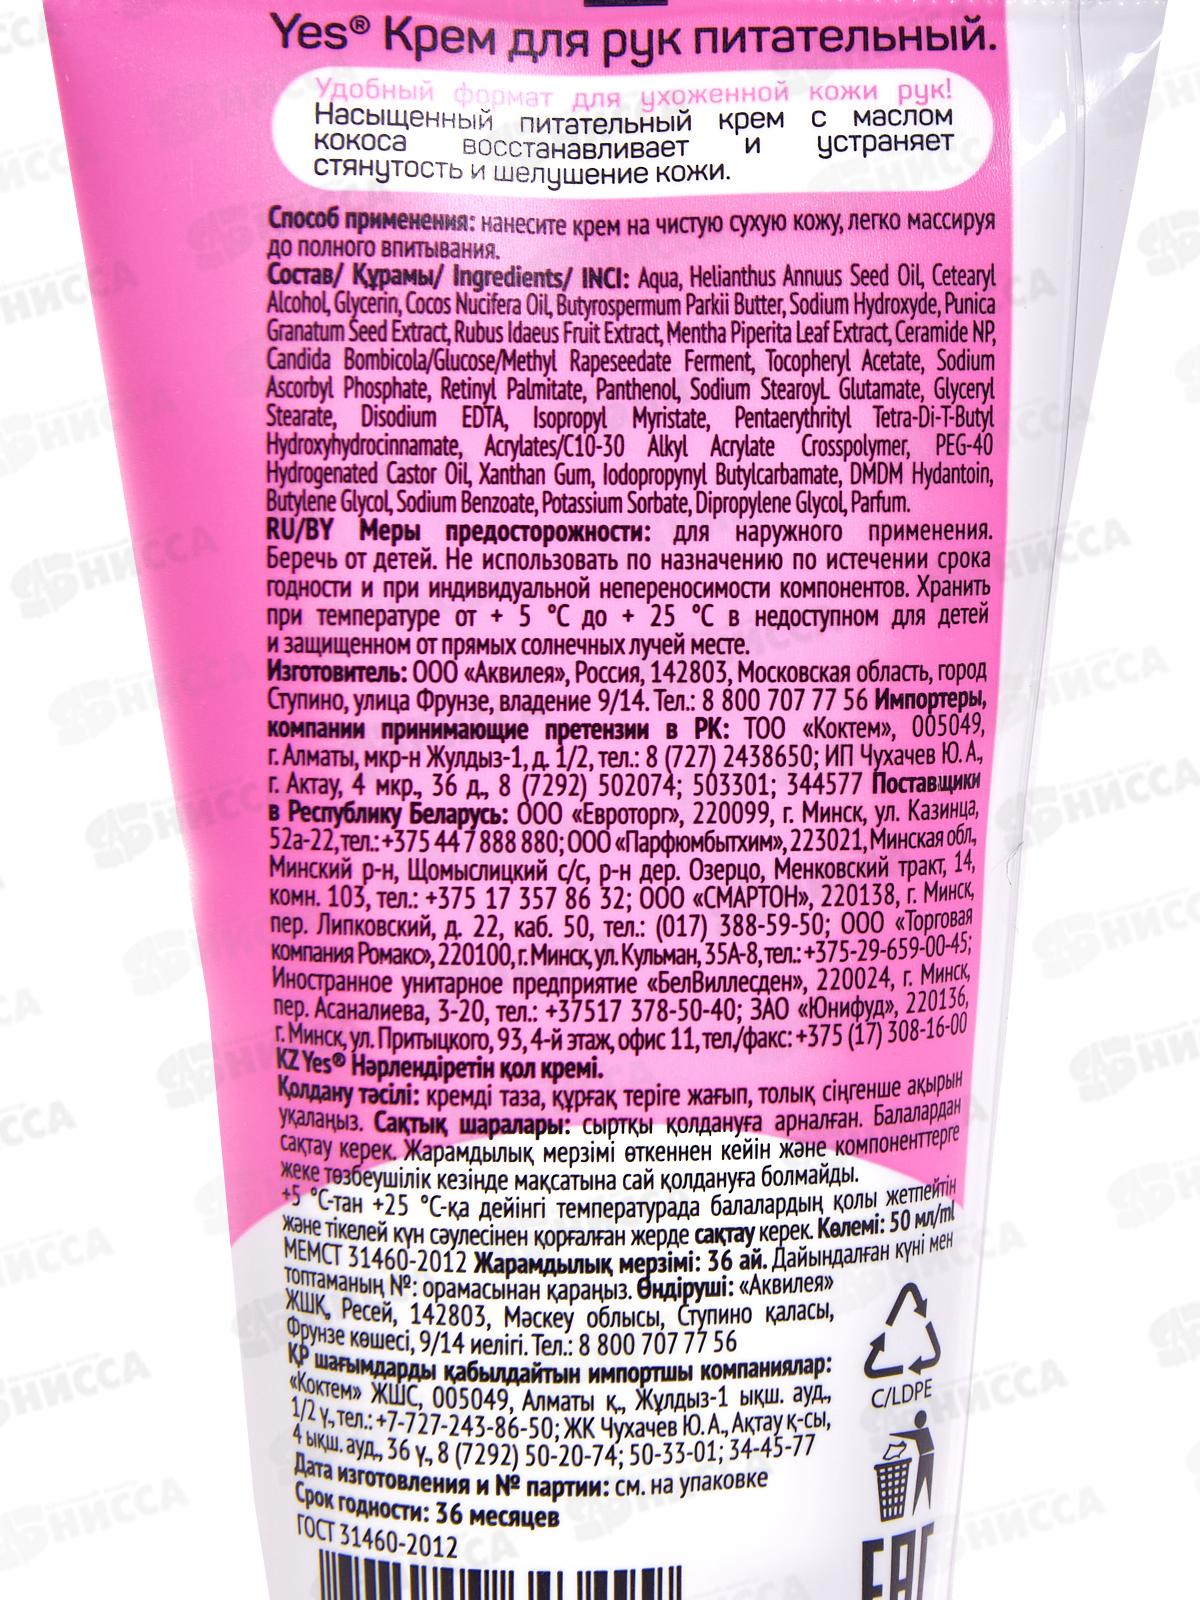 Yes® Крем для рук питательный.
Удобный формат для ухоженной кожи рук!
Насыщенный питательный крем с маслом
кокоса восстанавливает и устраняет
стянутость и шелушение кожи.
Способ применения: нанесите крем на чистую сухую кожу, легко массируя
до полного впитывания.
Состав/ Құрамы/ Ingredients/ INCI: Aqua, Helianthus Annuus Seed Oil, Cetearyl
Alcohol, Glycerin, Cocos Nucifera Oil, Butyrospermum Parkii Butter, Sodium Hydroxyde, Punica
Granatum Seed Extract, Rubus Idaeus Fruit Extract, Mentha Piperita Leaf Extract, Ceramide NP,
Candida Bombicola/Glucose/Methyl Rapeseedate Ferment, Tocopheryl Acetate, Sodium
Ascorbyl Phosphate, Retinyl Palmitate, Panthenol, Sodium Stearoyl Glutamate, Glyceryl
Stearate, Disodium EDTA, Isopropyl Myristate, Pentaerythrityl Tetra-Di-T-Butyl
Hydroxyhydrocinnamate, Acrylates/C10-30 Alkyl Acrylate Crosspolymer, PEG-40
Hydrogenated Castor Oil, Xanthan Gum, Iodopropynyl Butylcarbamate, DMDM Hydantoin,
Butylene Glycol, Sodium Benzoate, Potassium Sorbate, Dipropylene Glycol, Parfum.
RU/BY Меры предосторожности: для наружного применения.
Беречь от детей. Не использовать по назначению по истечении срока
годности и при индивидуальной непереносимости компонентов. Хранить
при температуре от + 5 °С до + 25 °С в недоступном для детей
и защищенном от прямых солнечных лучей месте.
Изготовитель: ООО «Аквилея», Россия, 142803, Московская область, город
Ступино, улица Фрунзе, владение 9/14. Тел.: 8 800 707 77 56 Импортеры,
компании принимающие претензии в РК: ТОО «Коктем», 005049,
г. Алматы, мкр-н Жулдыз-1, д. 1/2, тел.: 8 (727) 2438650; ИП Чухачев Ю. А.,
г. Актау, 4 мкр., 36 д., 8 (7292) 502074; 503301; 344577 Поставщики
в Республику Беларусь: ООО «Евроторг», 220099, г. Минск, ул. Казинца,
52а-22, тел.: +375 44 7 888 880; ООО «Парфюмбытхим», 223021, Минская обл.,
Минский р-н, Щомыслицкий с/с, р-н дер. Озерцо, Менковский тракт, 14,
комн. 103, тел.: +375 17 357 86 32; ООО «СМАРТОН», 220138, г. Минск,
пер. Липковский, д. 22, каб. 50, тел.: (017) 388-59-50; ООО «Торговая
компания Ромакс», 220100, г. Минск, ул. Кульман, 35А-8, тел.: +375-29-659-00-45;
Иностранное унитарное предприятие «БелВиллесден», 220024, г. Минск,
пер. Асаналиева, 3-20, тел.: +37517 378-50-40; ЗАО «Юнифуд», 220136,
г. Минск, ул. Притыцкого, 93, 4-й этаж, офис 11, тел./факс: +375 (17) 308-16-00
KZ Yes® Нәрлендіретін қол кремі.
Қолдану тәсілі: кремді таза, құрғақ теріге жағып, толық сіңгенше ақырын
уқалаңыз. Сақтық шаралары: сыртқы қолдануға арналған. Балалардан
сақтау керек. Жарамдылық мерзімі өткеннен кейін және компоненттерге
жеке төзбеушілік кезінде мақсатына сай қолдануға болмайды.
+5 °С-тан +25 °С-қа дейінгі температурада балалардың қолы жетпейтін
және тікелей күн сәулесінен қорғалған жерде сақтау керек. Көлемі: 50 мл/ml
МЕМСТ 31460-2012 Жарамдылық мерзімі: 36 ай. Дайындалған күні мен
топтаманың №: орамасынан қараңыз. Өндіруші: «Аквилея»
ЖШҚ, Ресей, 142803, Мәскеу облысы, Ступино қаласы,
Фрунзе көшесі, 9/14 иелігі. Тел.: 8 800 707 77 56
ҚР шағымдарды қабылдайтын импортшы компаниялар:
«Коктем» ЖШС, 005049, Алматы қ., Жұлдыз-1 ықш. ауд.,
1/2 ү., тел.: +7-727-243-86-50; ЖК Чухачев Ю. А., Ақтау қ-сы,
4 ықш. ауд., 36 ү., 8 (7292) 50-20-74; 50-33-01; 34-45-77
Дата изготовления и № партии: см. на упаковке
Срок годности: 36 месяцев
ГОСТ 31460-2012
C/LDPE
EAC
НИССА